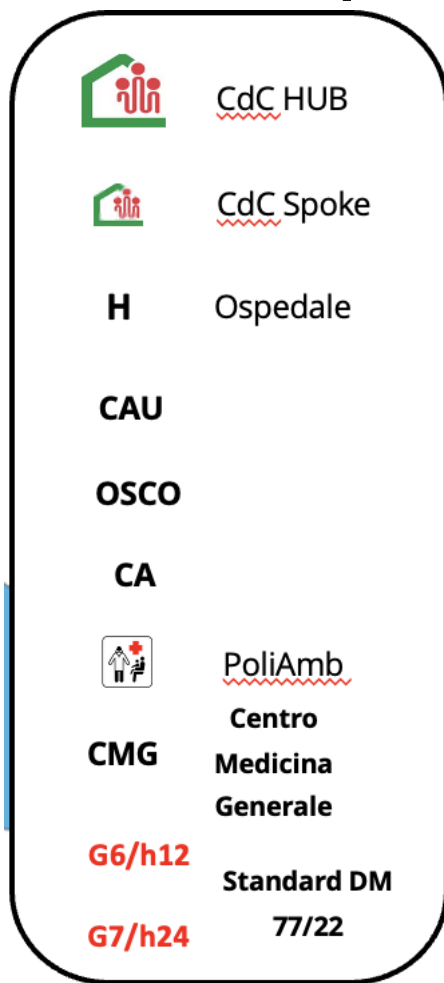 CdC HUB
CdC Spoke
H Ospedale
CAU
OSCO
CA
PoliAmb
CMG Centro
Medicina
Generale
G6/h12
G7/h24
Standard DM
77/22